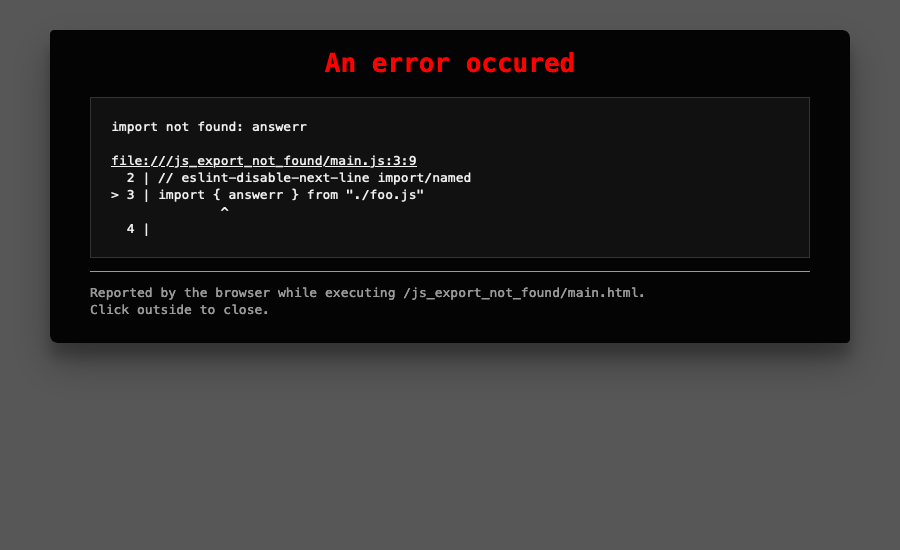 An error occured
import not found: answerr
file:///js_export_not_found/main.js:3:9
  2 | // eslint-disable-next-line import/named
> 3 | import { answerr } from "./foo.js"
              ^
  4 |
Reported by the browser while executing /js_export_not_found/main.html.
Click outside to close.